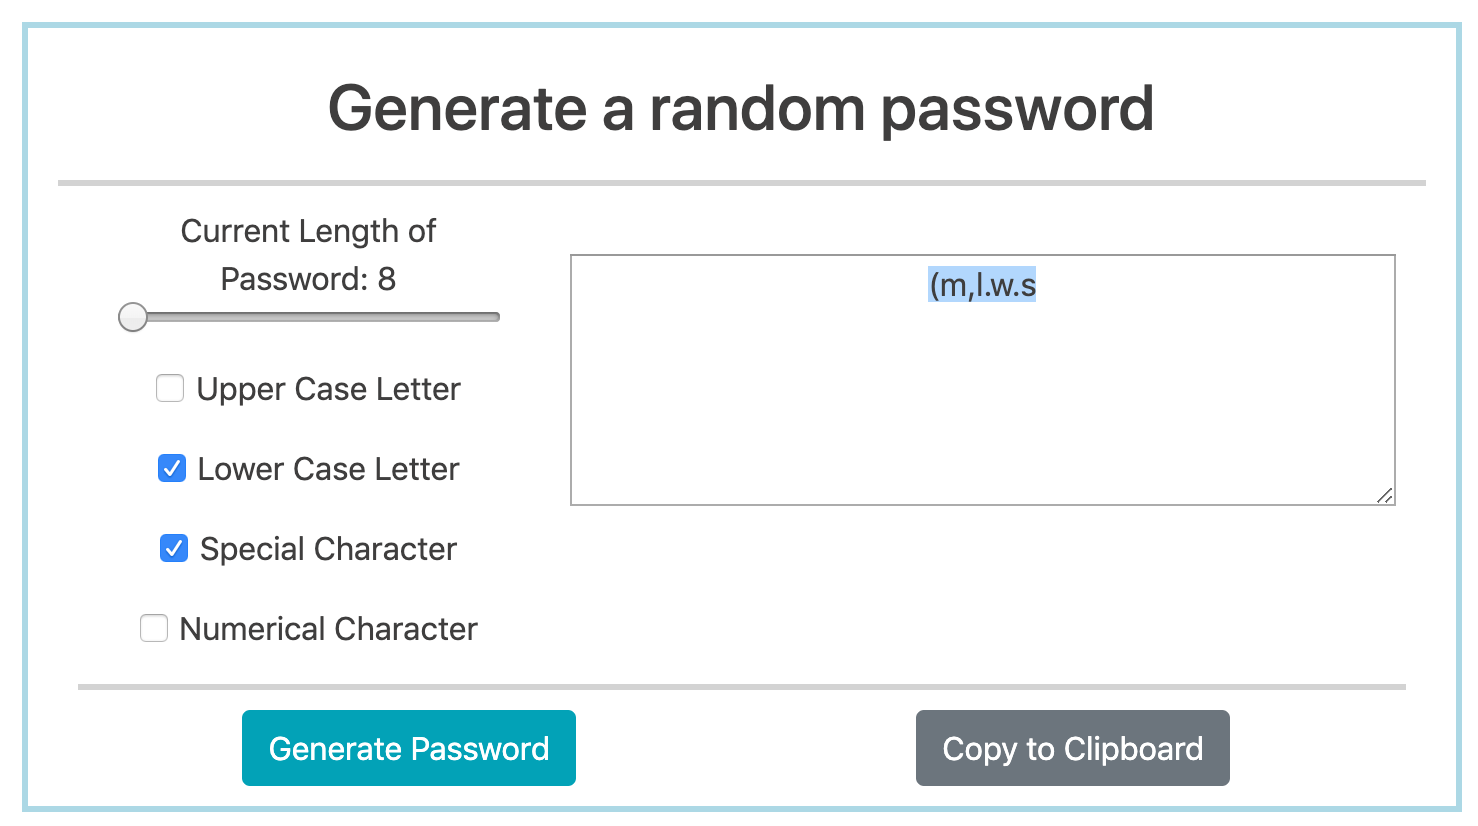 Generate a random password
Current Length of
Password: 8
(m,l.w.s
Upper Case Letter
Lower Case Letter
Special Character
Numerical Character
Generate Password
Copy to Clipboard